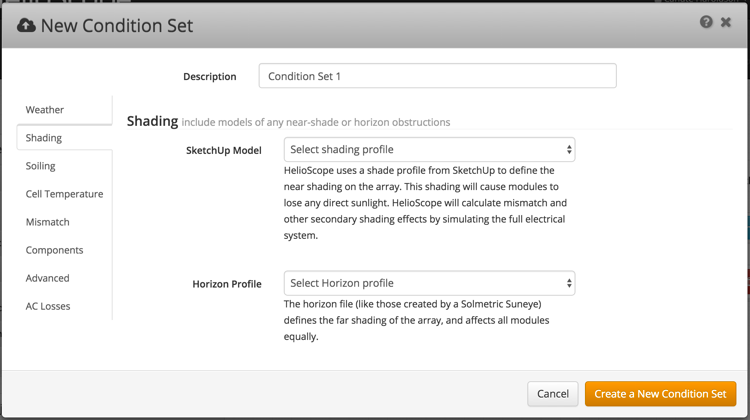 New Condition Set
Description
Condition Set 1
Weather
Shading
Soiling
Cell Temperature
Mismatch
Components
Advanced
AC Losses
Shading include models of any near-shade or horizon obstructions
SketchUp Model
Select shading profile
HelioScope uses a shade profile from SketchUp to define the
near shading on the array. This shading will cause modules to
lose any direct sunlight. HelioScope will calculate mismatch and
other secondary shading effects by simulating the full electrical
system.
Horizon Profile
Select Horizon profile
The horizon file (like those created by a Solmetric Suneye)
defines the far shading of the array, and affects all modules
equally.
Cancel
Create a New Condition Set